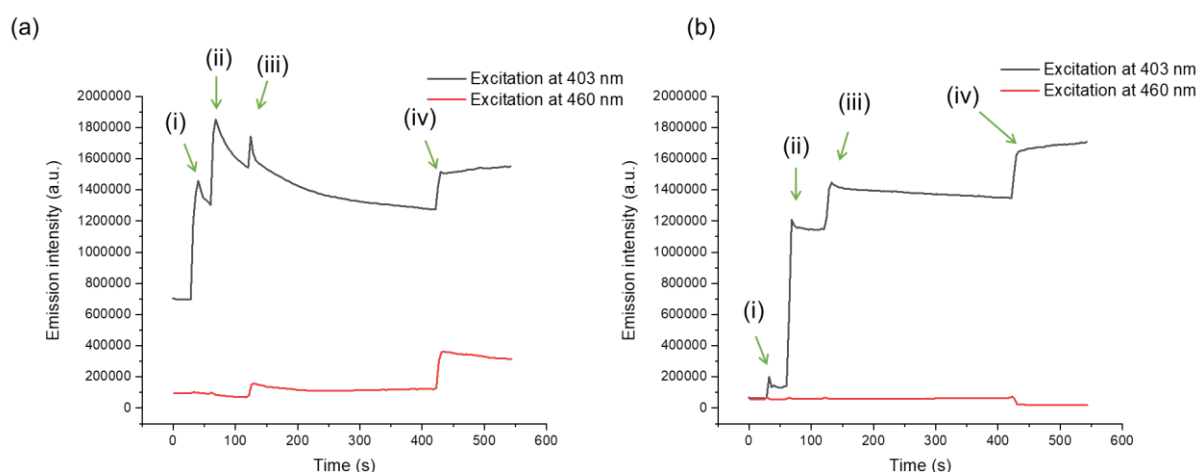 (a)
(i)
(ii)
(iii)
(iv)
Excitation at 403 nm
Excitation at 460 nm
Emission intensity (a.u.)
2000000
1800000
1600000
1400000
1200000
1000000
800000
600000
400000
200000
0
0 100 200 300 400 500 600
Time (s)
(b)
(i)
(ii)
(iii)
(iv)
Excitation at 403 nm
Excitation at 460 nm
Emission intensity (a.u.)
2000000
1800000
1600000
1400000
1200000
1000000
800000
600000
400000
200000
0
0 100 200 300 400 500 600
Time (s)